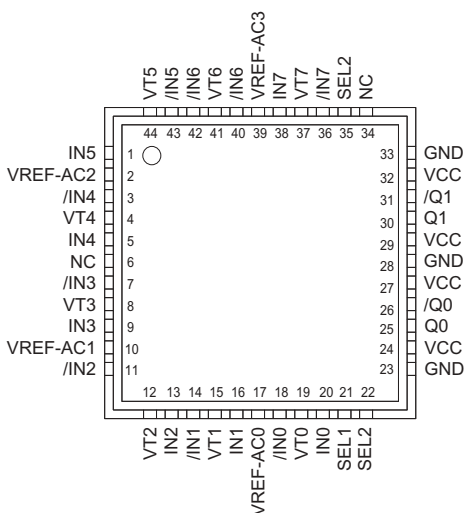 VT5
/IN5
/IN6
VT6
/IN6
VREF-AC3
IN7
VT7
/IN7
SEL2
NC
44 43 42 41 40 39 38 37 36 35 34
IN5 1
VREF-AC2 2
/IN4 3
VT4 4
IN4 5
NC 6
/IN3 7
VT3 8
IN3 9
VREF-AC1 10
/IN2 11
33 GND
32 VCC
31 /Q1
30 Q1
29 VCC
28 GND
27 VCC
26 /Q0
25 Q0
24 VCC
23 GND
12 13 14 15 16 17 18 19 20 21 22
VT2
IN2
/IN1
VT1
IN1
VREF-AC0
/IN0
VT0
IN0
SEL1
SEL2